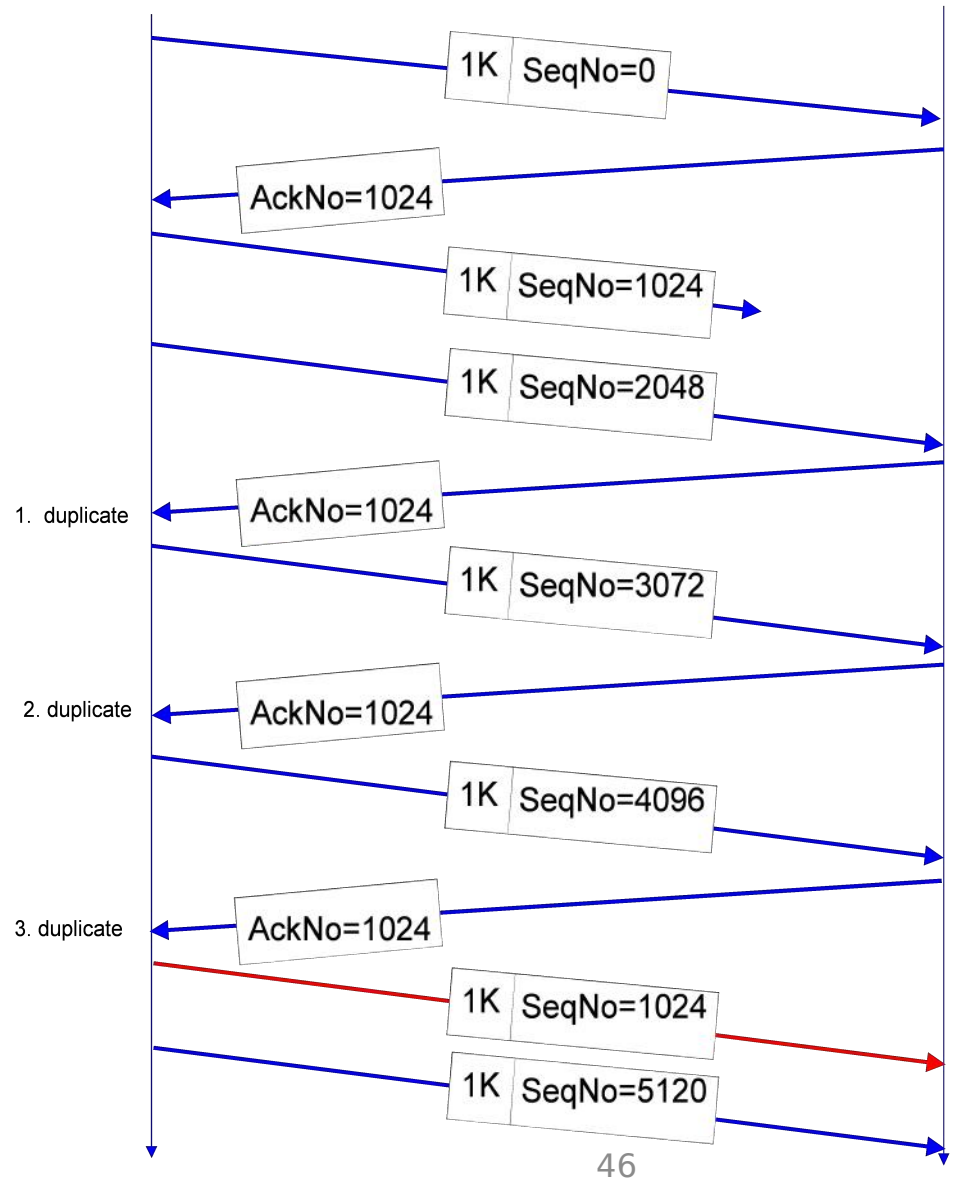 1K SeqNo=0
AckNo=1024
1K SeqNo=1024
1K SeqNo=2048
AckNo=1024
1. duplicate
1K SeqNo=3072
AckNo=1024
2. duplicate
1K SeqNo=4096
AckNo=1024
3. duplicate
1K SeqNo=1024
1K SeqNo=5120
46